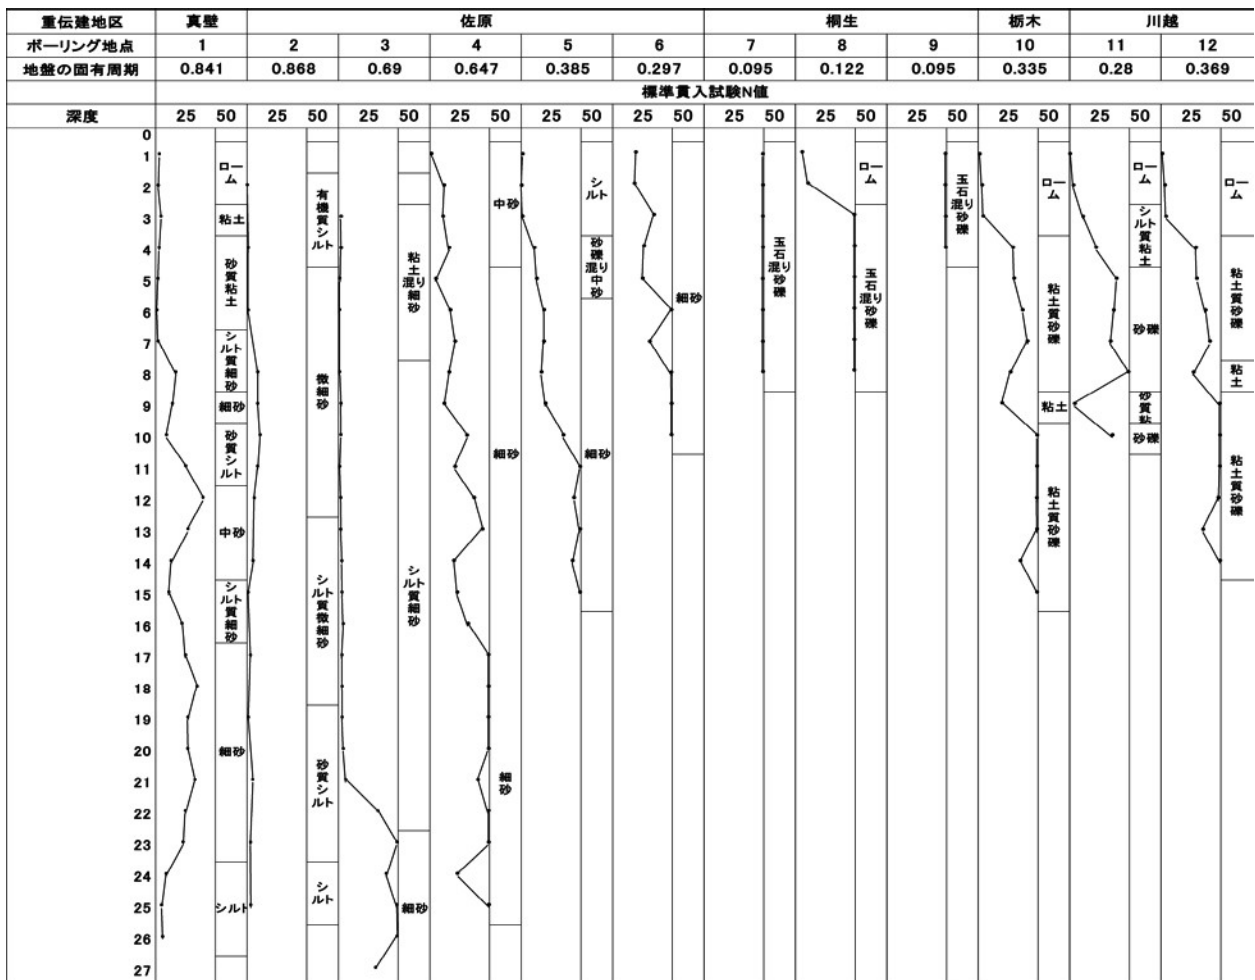 重伝建地区 真壁 佐原 桐生 栃木 川越
ボーリング地点 1 2 3 4 5 6 7 8 9 10 11 12
地盤の固有周期 0.841 0.868 0.69 0.647 0.385 0.297 0.095 0.122 0.095 0.335 0.28 0.369
標準貫入試験N値
深度 25 50 25 50 25 50 25 50 25 50 25 50 25 50 25 50 25 50 25 50 25 50 25 50
0
1
2
3
4
5
6
7
8
9
10
11
12
13
14
15
16
17
18
19
20
21
22
23
24
25
26
27
ローム
粘土
砂質粘土
シルト質細砂
細砂
砂質シルト
中砂
シルト質細砂
細砂
シルト
有機質シルト
微細砂
シルト質微細砂
砂質シルト
シルト
粘土混り細砂
シルト質細砂
細砂
中砂
細砂
細砂
シルト
砂礫混り中砂
細砂
細砂
玉石混り砂礫
ローム
玉石混り砂礫
玉石混り砂礫
ローム
粘土質砂礫
粘土
粘土質砂礫
ローム
シルト質粘土
砂礫
砂質粘
砂礫
ローム
粘土質砂礫
粘土
粘土質砂礫